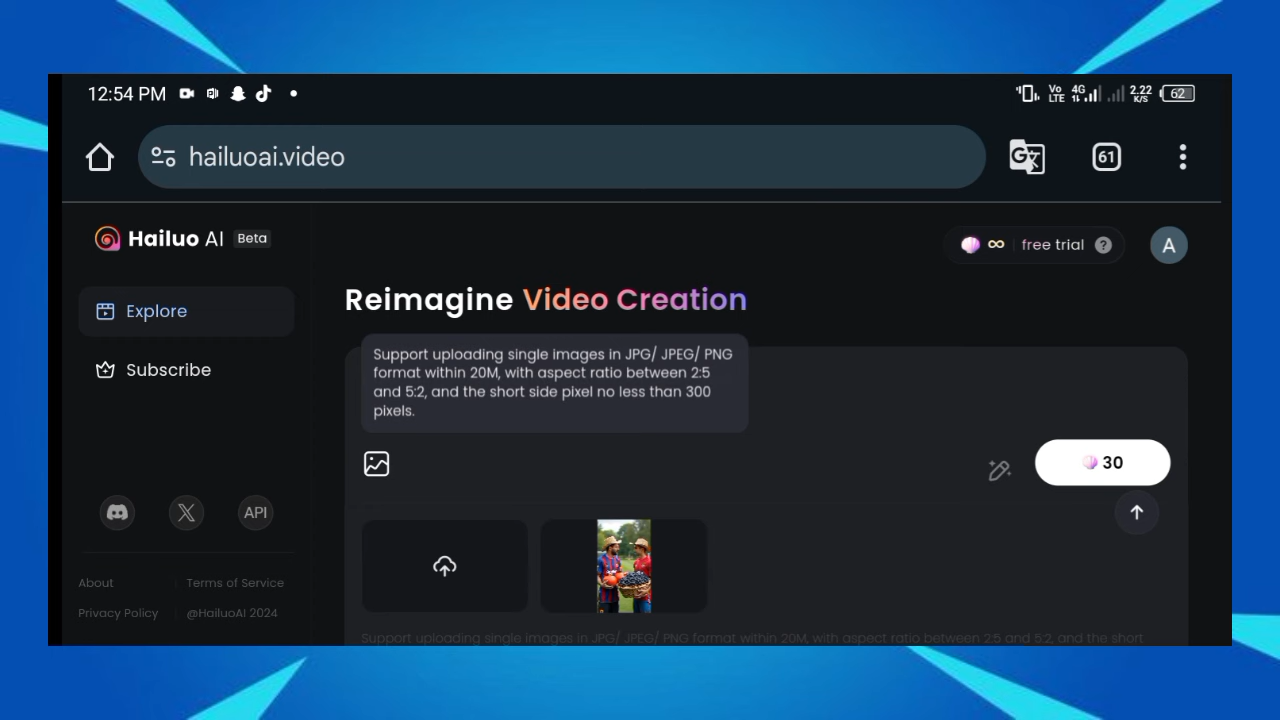 12:54 PM
Vo LTE 4G 2.22 K/S 62
hailuoai.video
61
Hailuo AI Beta
∞ free trial ?
A
Explore
Subscribe
Reimagine Video Creation
Support uploading single images in JPG/ JPEG/ PNG
format within 20M, with aspect ratio between 2:5
and 5:2, and the short side pixel no less than 300
pixels.
30
API
About
Terms of Service
Privacy Policy
@HailuoAI 2024
Support uploading single images in JPG/ JPEG/ PNG format within 20M, with aspect ratio between 2:5 and 5:2, and the short